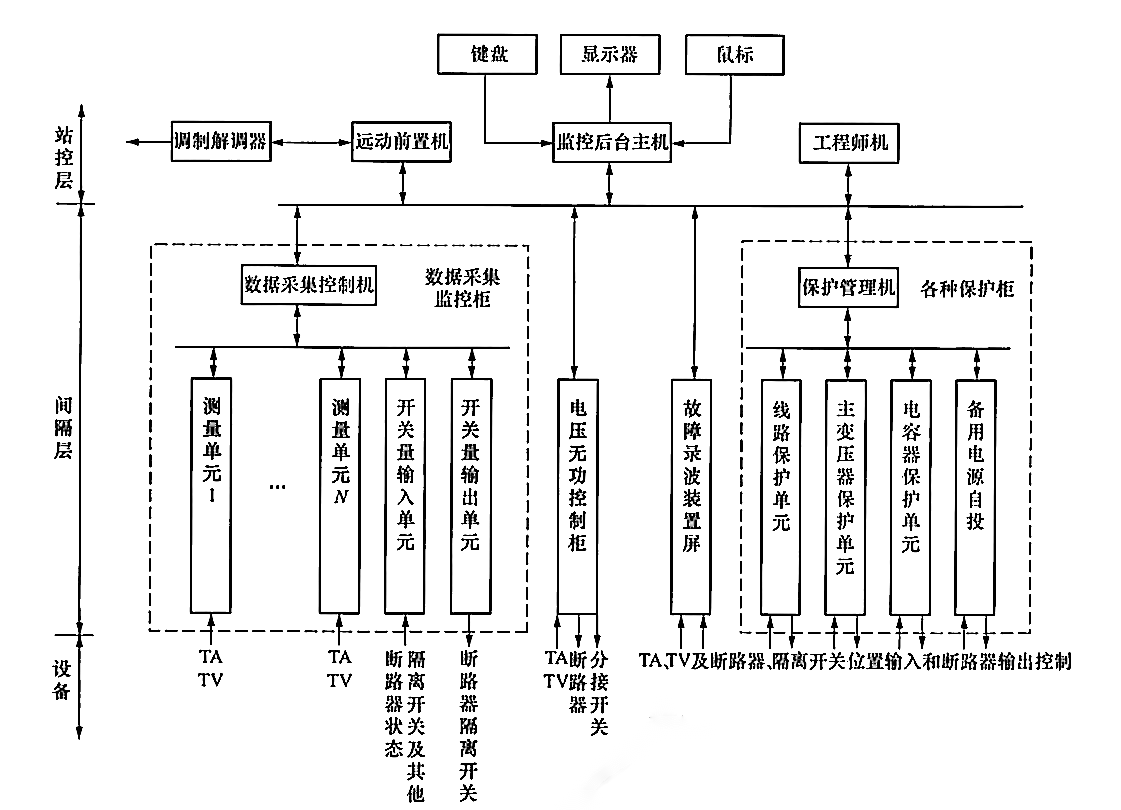 键盘
显示器
鼠标
站控层
调制解调器
远动前置机
监控后台主机
工程师机
间隔层
数据采集控制机
数据采集
监控柜
保护管理机
各种保护柜
测量单元1
…
测量单元N
开关量输入单元
开关量输出单元
电压无功控制柜
故障录波装置屏
线路保护单元
主变压器保护单元
电容器保护单元
备用电源自投
设备
TA
TV
TA
TV
断路器状态
隔离开关及其他
断路器隔离开关
TA
TV
断路器
分接开关
TA、TV及断路器、隔离开关位置输入和断路器输出控制